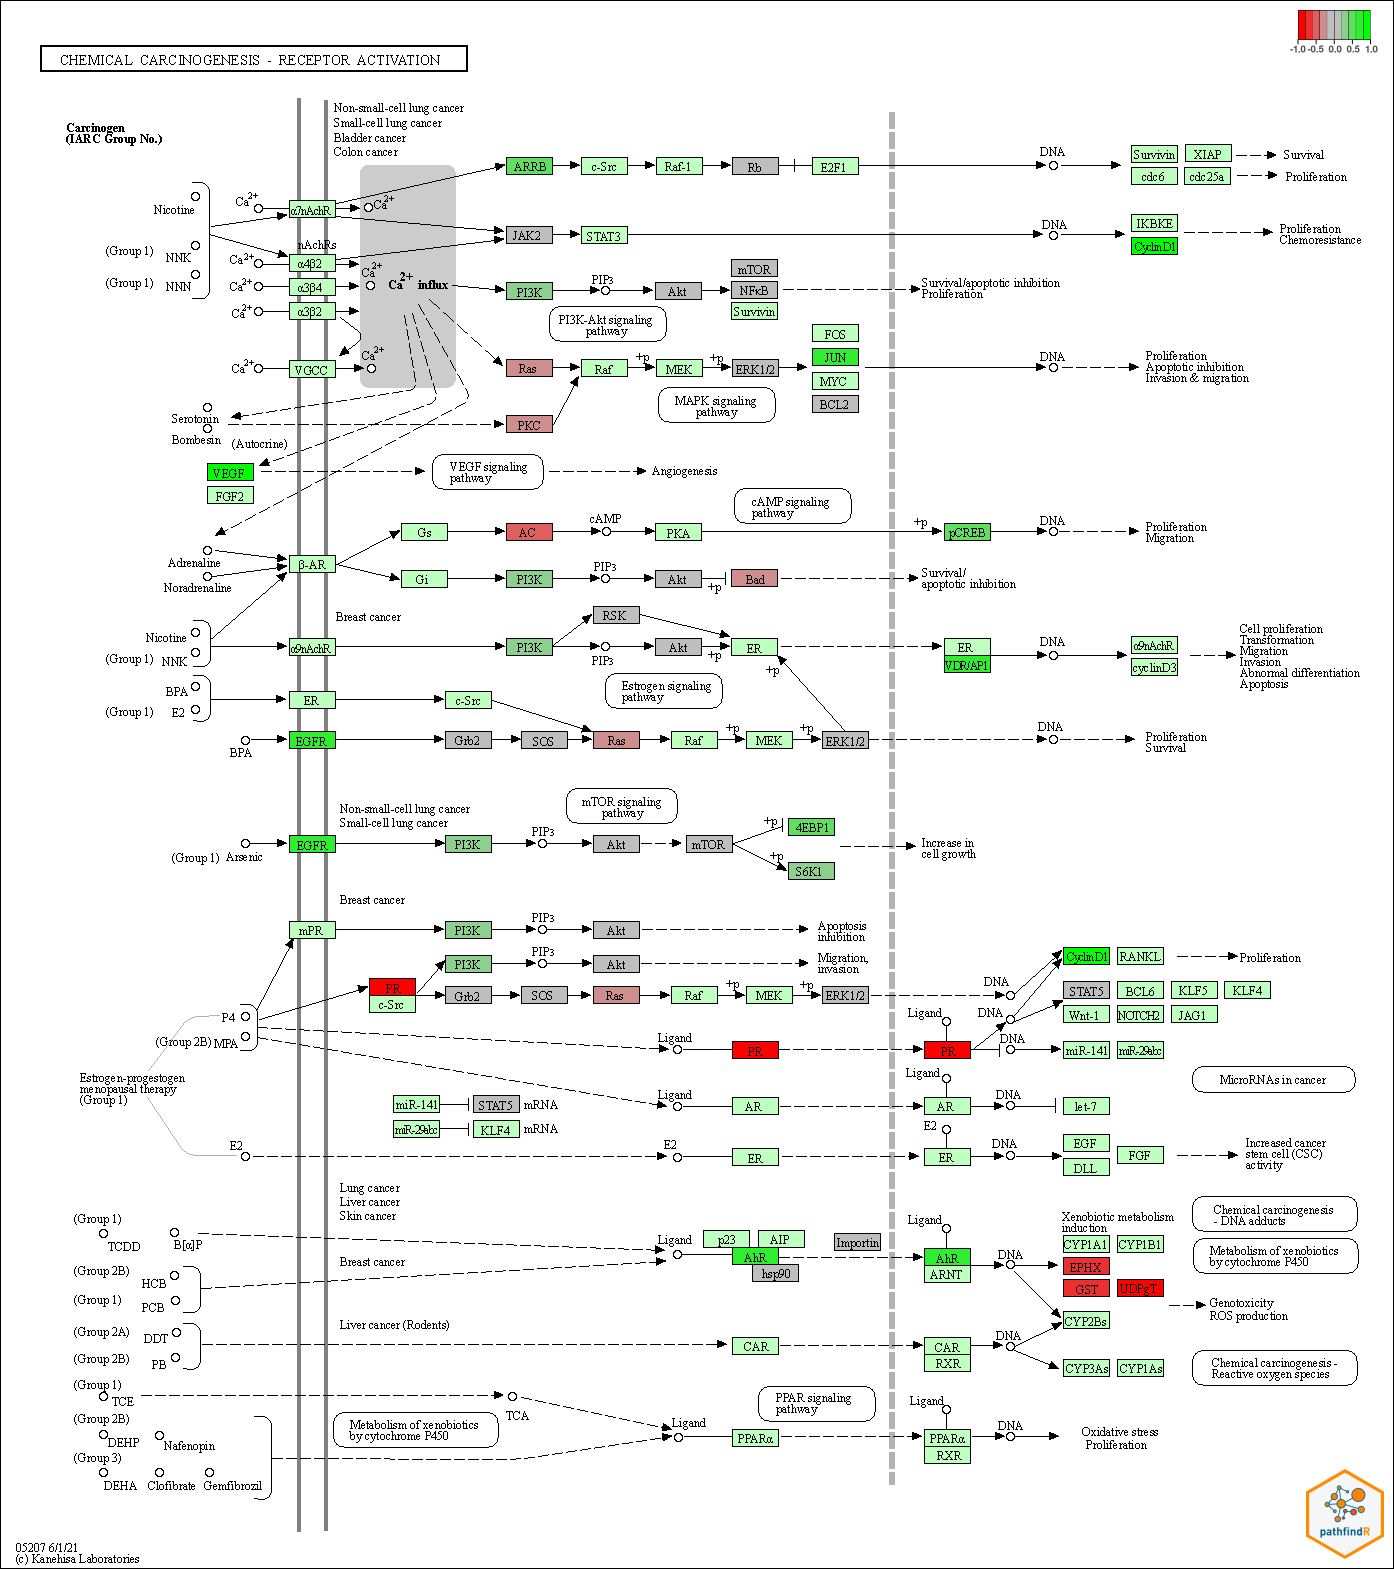 -1.0 -0.5 0.0 0.5 1.0
CHEMICAL CARCINOGENESIS - RECEPTOR ACTIVATION
Carcinogen
(IARC Group No.)
Non-small-cell lung cancer
Small-cell lung cancer
Bladder cancer
Colon cancer
ARRB
c-Src
Raf-1
Rb
E2F1
DNA
Survivin
XIAP
Survival
cdc6
cdc25a
Proliferation
Nicotine
Ca2+
α7nAchR
Ca2+
JAK2
STAT3
DNA
IKBKE
CyclinD1
Proliferation
Chemoresistance
(Group 1)
NNK
nAchRs
Ca2+
α4β2
Ca2+
(Group 1)
NNN
Ca2+
α3β4
Ca2+ influx
PI3K
PIP3
Akt
mTOR
NFκB
Survivin
Survival/apoptotic inhibition
Proliferation
Ca2+
α3β2
PI3K-Akt signaling
pathway
Ca2+
VGCC
Ca2+
Ras
Raf
+p
MEK
+p
ERK1/2
FOS
JUN
MYC
BCL2
DNA
Proliferation
Apoptotic inhibition
Invasion & migration
MAPK signaling
pathway
Serotonin
Bombesin
(Autocrine)
PKC
VEGF
FGF2
VEGF signaling
pathway
Angiogenesis
cAMP signaling
pathway
Gs
AC
cAMP
PKA
+p
pCREB
DNA
Proliferation
Migration
Adrenaline
Noradrenaline
β-AR
Gi
PI3K
PIP3
Akt
+p
Bad
Survival/
apoptotic inhibition
Breast cancer
RSK
Nicotine
(Group 1)
NNK
α9nAchR
PI3K
PIP3
Akt
+p
ER
ER
VDR/AP1
DNA
α9nAchR
cyclinD3
Cell proliferation
Transformation
Migration
Invasion
Abnormal differentiation
Apoptosis
+p
Estrogen signaling
pathway
BPA
(Group 1)
E2
ER
c-Src
BPA
EGFR
Grb2
SOS
Ras
Raf
+p
MEK
+p
ERK1/2
DNA
Proliferation
Survival
Non-small-cell lung cancer
Small-cell lung cancer
mTOR signaling
pathway
(Group 1)
Arsenic
EGFR
PI3K
PIP3
Akt
mTOR
+p
4EBP1
+p
S6K1
Increase in
cell growth
Breast cancer
mPR
PI3K
PIP3
Akt
Apoptosis
inhibition
PI3K
PIP3
Akt
Migration,
invasion
PR
c-Src
Grb2
SOS
Ras
Raf
+p
MEK
+p
ERK1/2
DNA
CyclinD1
RANKL
Proliferation
STAT5
BCL6
KLF5
KLF4
Wnt-1
NOTCH2
JAG1
P4
(Group 2B)
MPA
Ligand
PR
Ligand
PR
DNA
DNA
miR-141
miR-29abc
Estrogen-progestogen
menopausal therapy
(Group 1)
MicroRNAs in cancer
miR-141
STAT5
mRNA
miR-29abc
KLF4
mRNA
Ligand
AR
Ligand
AR
DNA
let-7
E2
E2
ER
E2
ER
DNA
EGF
DLL
FGF
Increased cancer
stem cell (CSC)
activity
Lung cancer
Liver cancer
Skin cancer
(Group 1)
TCDD
B[α]P
Ligand
p23
AIP
AhR
hsp90
Importin
Ligand
AhR
ARNT
DNA
Xenobiotic metabolism
induction
CYP1A1
CYP1B1
EPHX
GST
UDPgT
CYP2Bs
Chemical carcinogenesis
- DNA adducts
Metabolism of xenobiotics
by cytochrome P450
Genotoxicity
ROS production
(Group 2B)
HCB
(Group 1)
PCB
Breast cancer
(Group 2A)
DDT
(Group 2B)
PB
Liver cancer (Rodents)
CAR
CAR
RXR
DNA
CYP3As
CYP1As
Chemical carcinogenesis -
Reactive oxygen species
(Group 1)
TCE
TCA
PPAR signaling
pathway
(Group 2B)
DEHP
Nafenopin
(Group 3)
DEHA
Clofibrate
Gemfibrozil
Metabolism of xenobiotics
by cytochrome P450
Ligand
PPARα
Ligand
PPARα
RXR
DNA
Oxidative stress
Proliferation
pathfindR
05207 6/1/21
(c) Kanehisa Laboratories